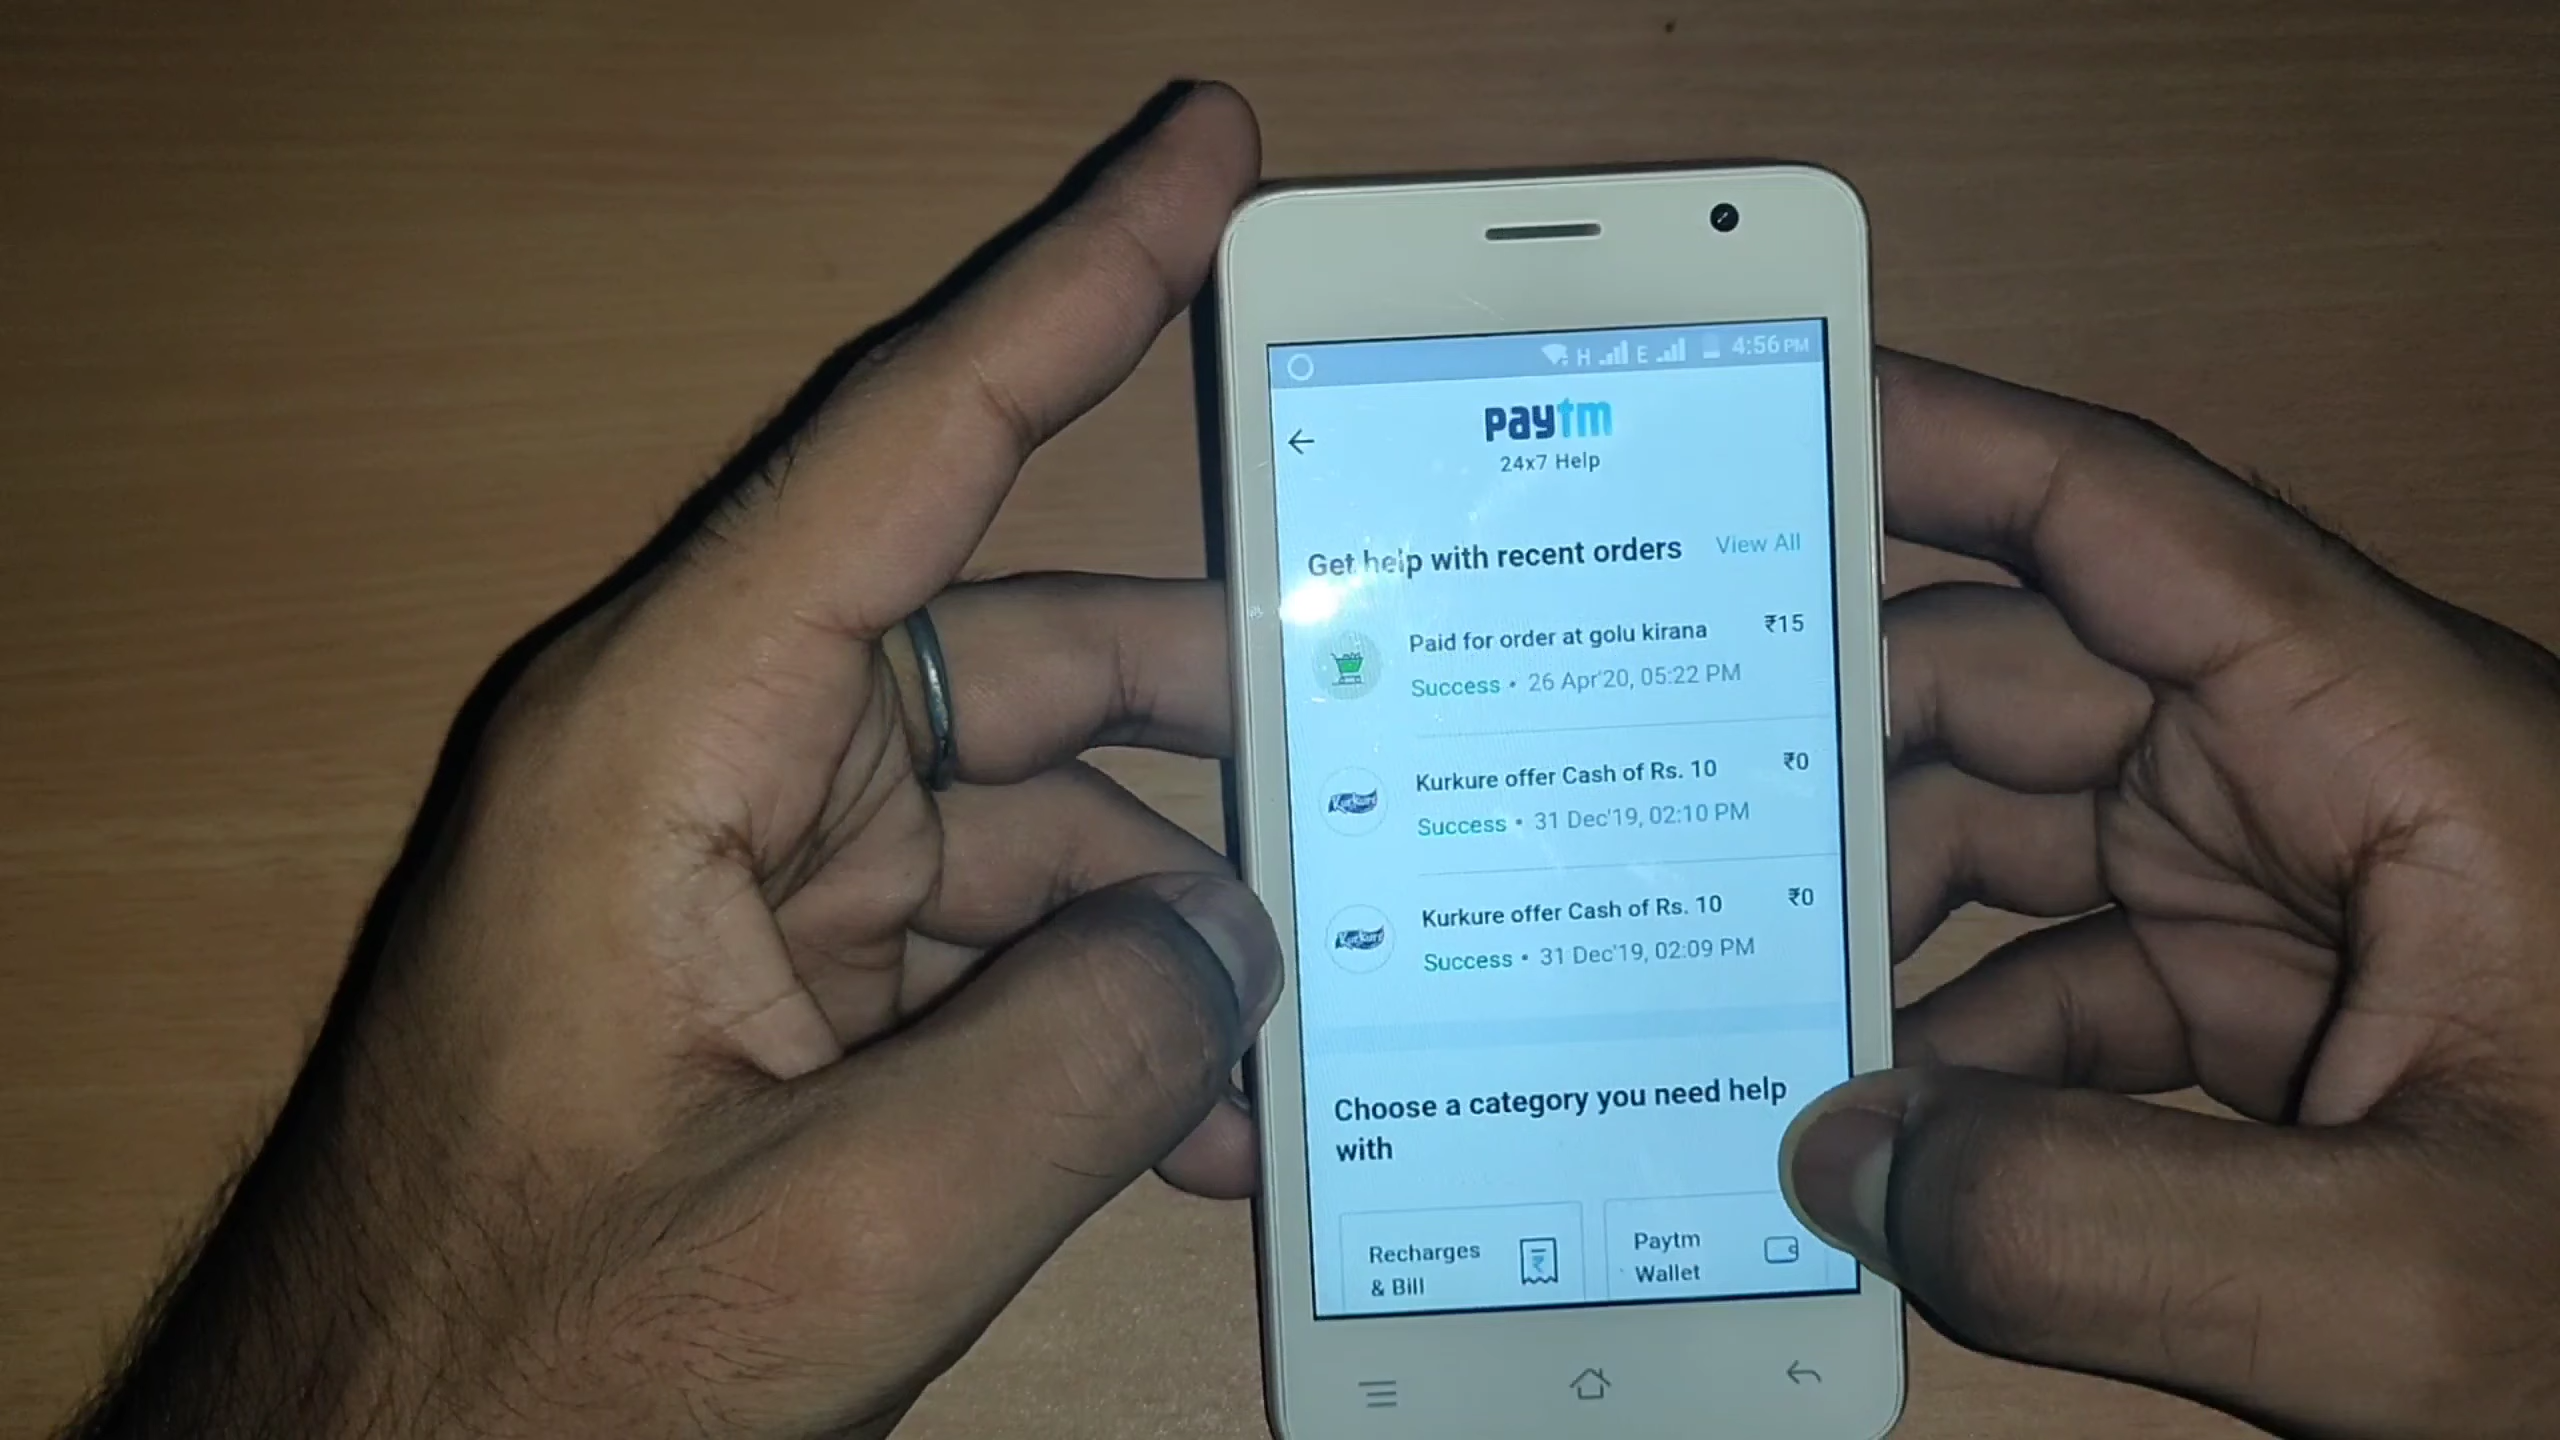 H E 4:56 PM
paytm
24x7 Help
Get help with recent orders View All
Paid for order at golu kirana ₹15
Success • 26 Apr'20, 05:22 PM
Kurkure
Kurkure offer Cash of Rs. 10 ₹0
Success • 31 Dec'19, 02:10 PM
Kurkure
Kurkure offer Cash of Rs. 10 ₹0
Success • 31 Dec'19, 02:09 PM
Choose a category you need help
with
Recharges
& Bill
Paytm
Wallet